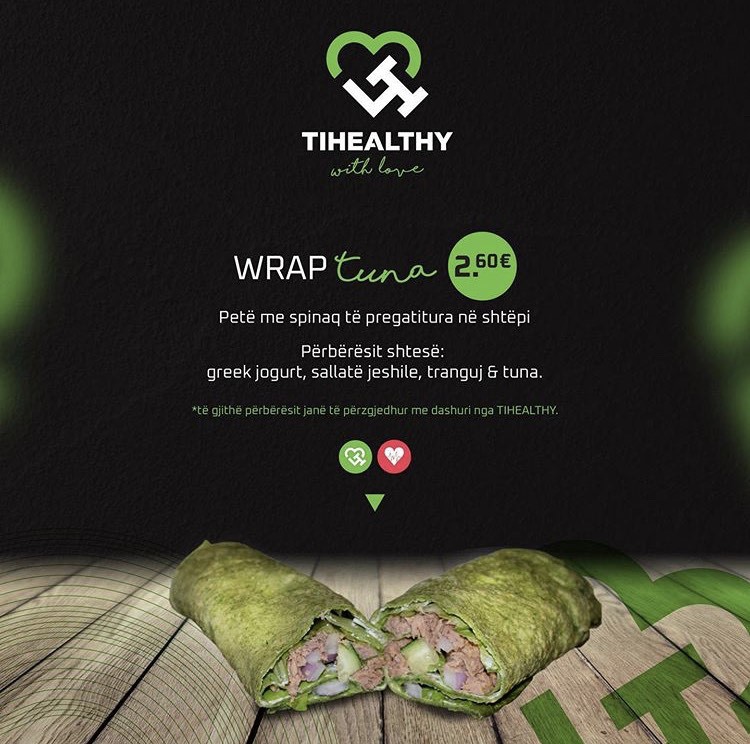 TIHEALTHY
with love
WRAP tuna 2.60€
Petë me spinaq të pregatitura në shtëpi
Përbërësit shtesë:
greek jogurt, sallatë jeshile, tranguj & tuna.
*të gjithë përbërësit janë të përzgjedhur me dashuri nga TIHEALTHY.